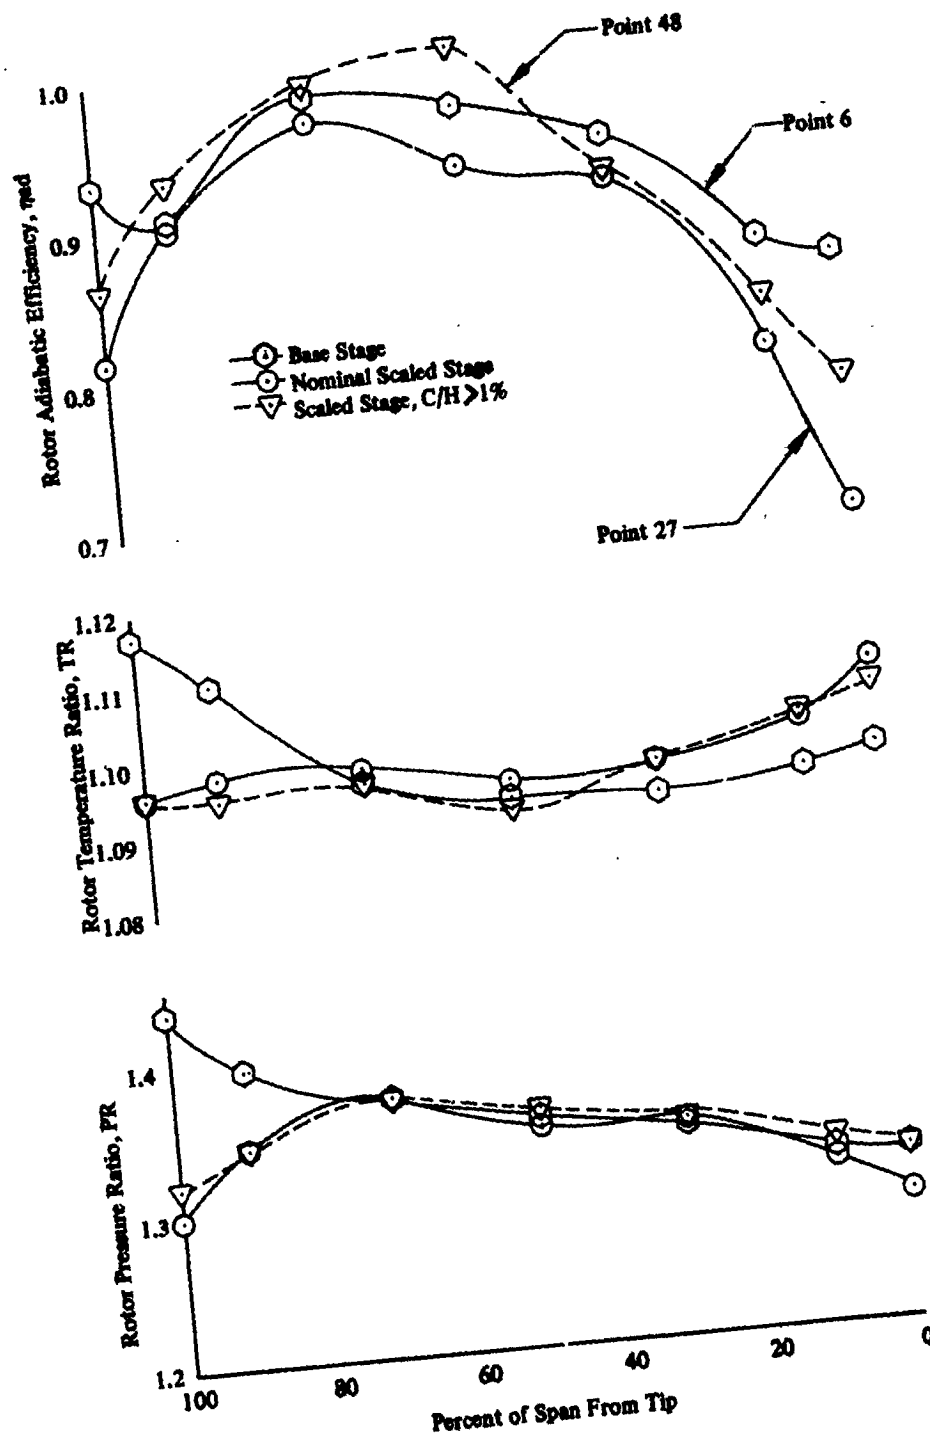 Point 48
1.0
Point 6
Rotor Adiabatic Efficiency, ηad
0.9
Base Stage
Nominal Scaled Stage
Scaled Stage, C/H>1%
0.8
Point 27
0.7
1.12
Rotor Temperature Ratio, TR
1.11
1.10
1.09
1.08
Rotor Pressure Ratio, PR
1.4
1.3
1.2
100
80
60
40
20
0
Percent of Span From Tip